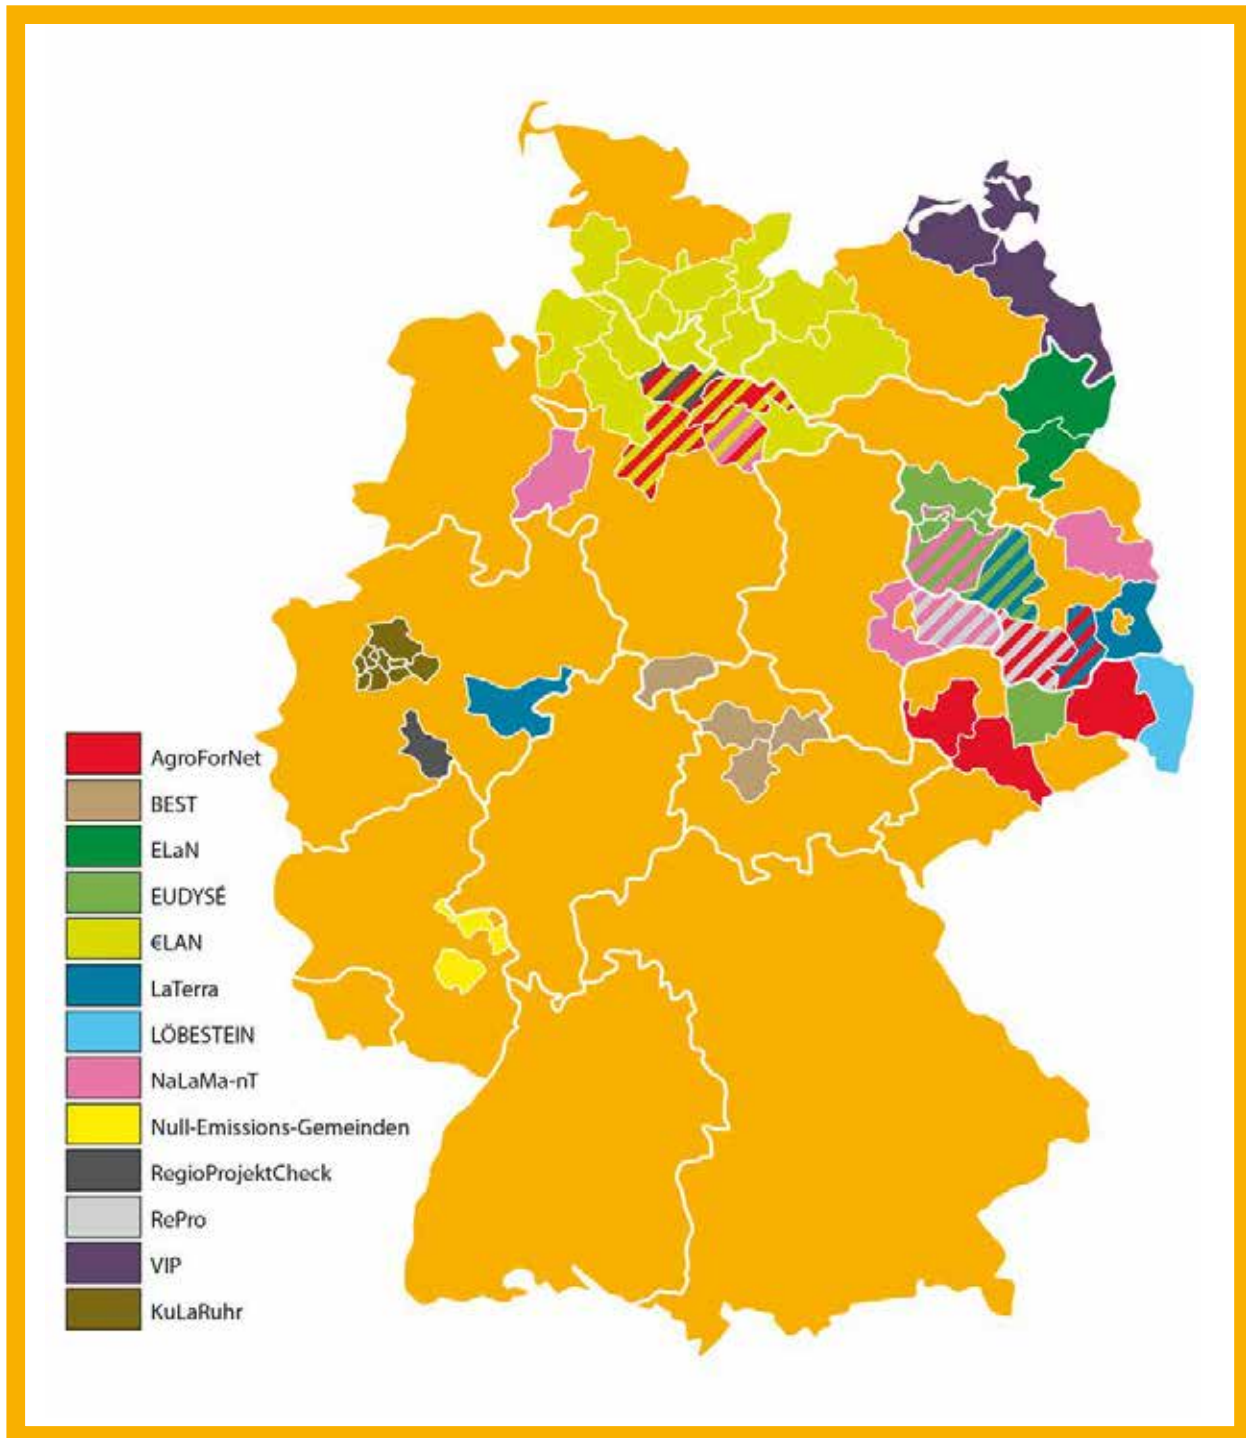 AgroForNet
BEST
ELaN
EUDYSÉ
€LAN
LaTerra
LÖBESTEIN
NaLaMa-nT
Null-Emissions-Gemeinden
RegioProjektCheck
RePro
VIP
KuLaRuhr